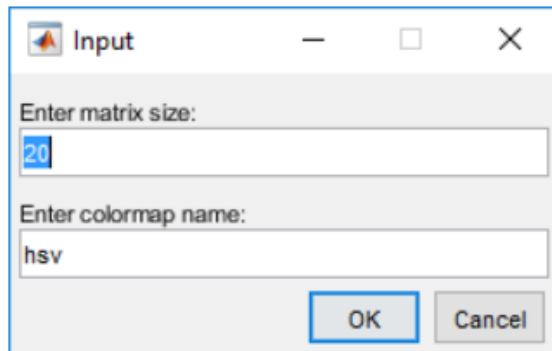 Input
Enter matrix size:
20
Enter colormap name:
hsv
OK Cancel